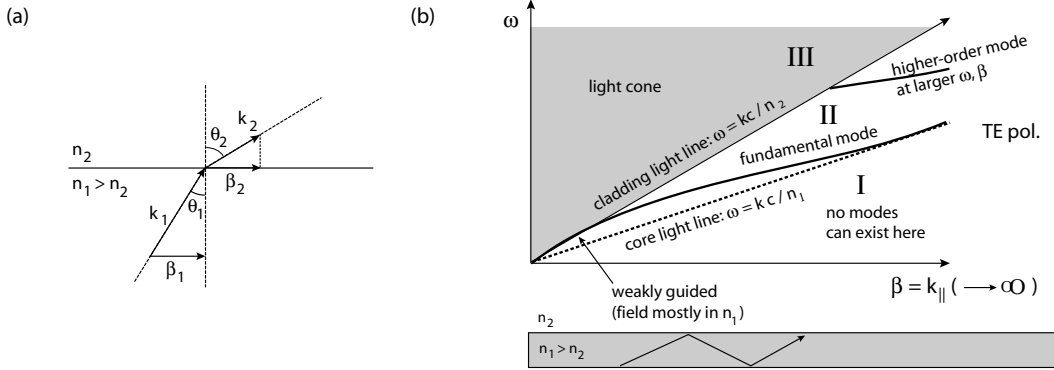 (a)
n2
n1 > n2
k1
k2
θ1
θ2
β1
β2
(b)
ω
light cone
III
higher-order mode
at larger ω, β
cladding light line: ω = kc / n2
II
fundamental mode
TE pol.
core light line: ω = k c / n1
I
no modes
can exist here
weakly guided
(field mostly in n1)
β = k|| ( → ∞ )
n2
n1 > n2